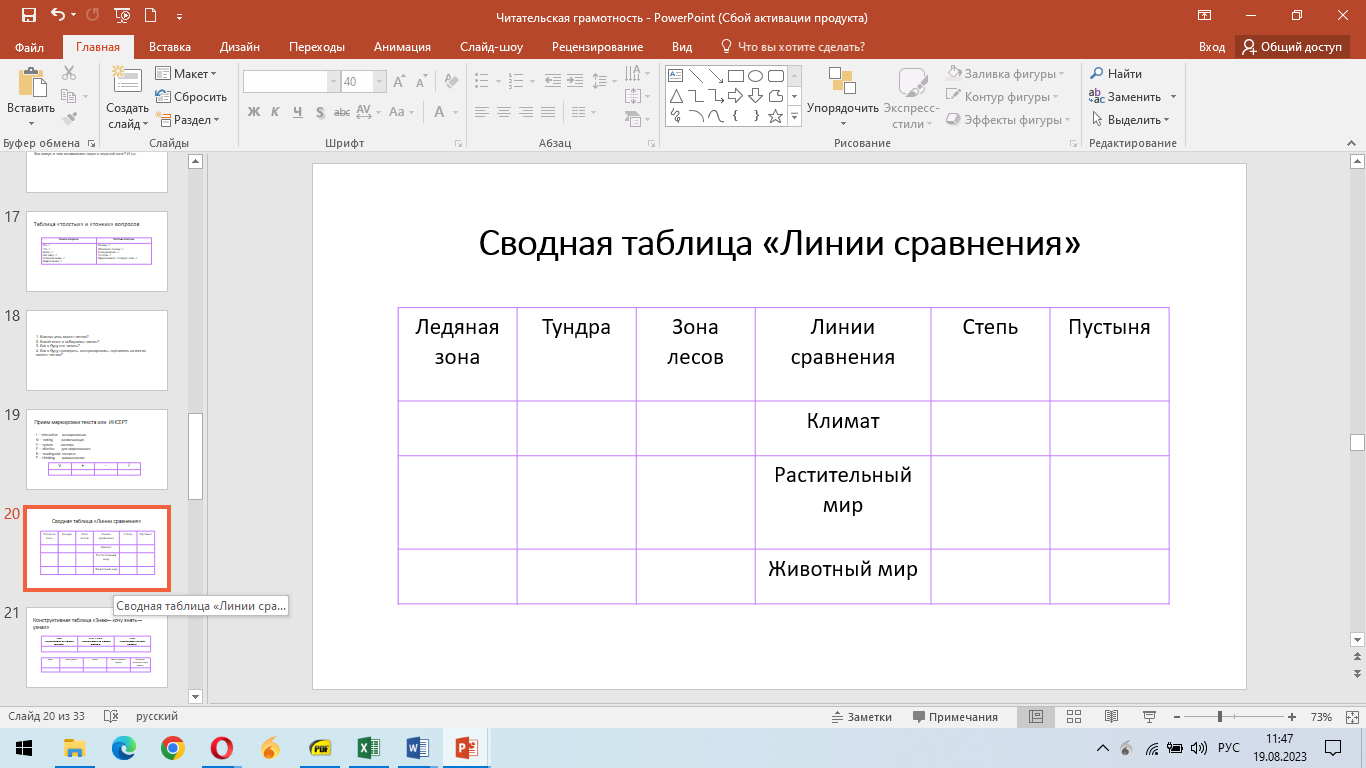 Читательская грамотность - PowerPoint (Сбой активации продукта)
Файл Главная Вставка Дизайн Переходы Анимация Слайд-шоу Рецензирование Вид Что вы хотите сделать? Вход Общий доступ
Вставить
Создать слайд
Макет
Сбросить
Раздел
40
Ж К Ч S abc AV Aa A
Упорядочить
Экспресс-стили
Заливка фигуры
Контур фигуры
Эффекты фигуры
Найти
Заменить
Выделить
Буфер обмена Слайды Шрифт Абзац Рисование Редактирование
17
Таблица «толстых» и «тонких» вопросов
18
19
Прием маркировки текста или ИНСЕРТ
20
Сводная таблица «Линии сравнения»
Сводная таблица «Линии сра...
21
Конструктивная таблица «Знаю— хочу знать—
узнал»
Сводная таблица «Линии сравнения»
Ледяная зона Тундра Зона лесов Линии сравнения Степь Пустыня
Климат
Растительный мир
Животный мир
Слайд 20 из 33 русский Заметки Примечания 73%
PDF
РУС
11:47
19.08.2023